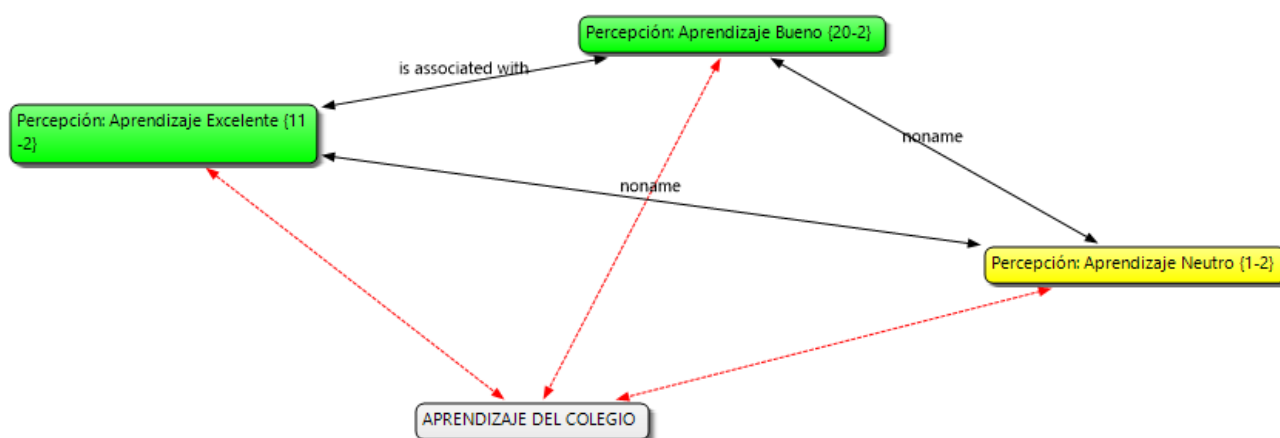 Percepción: Aprendizaje Bueno {20-2}
is associated with
Percepción: Aprendizaje Excelente {11
-2}
noname
noname
Percepción: Aprendizaje Neutro {1-2}
APRENDIZAJE DEL COLEGIO